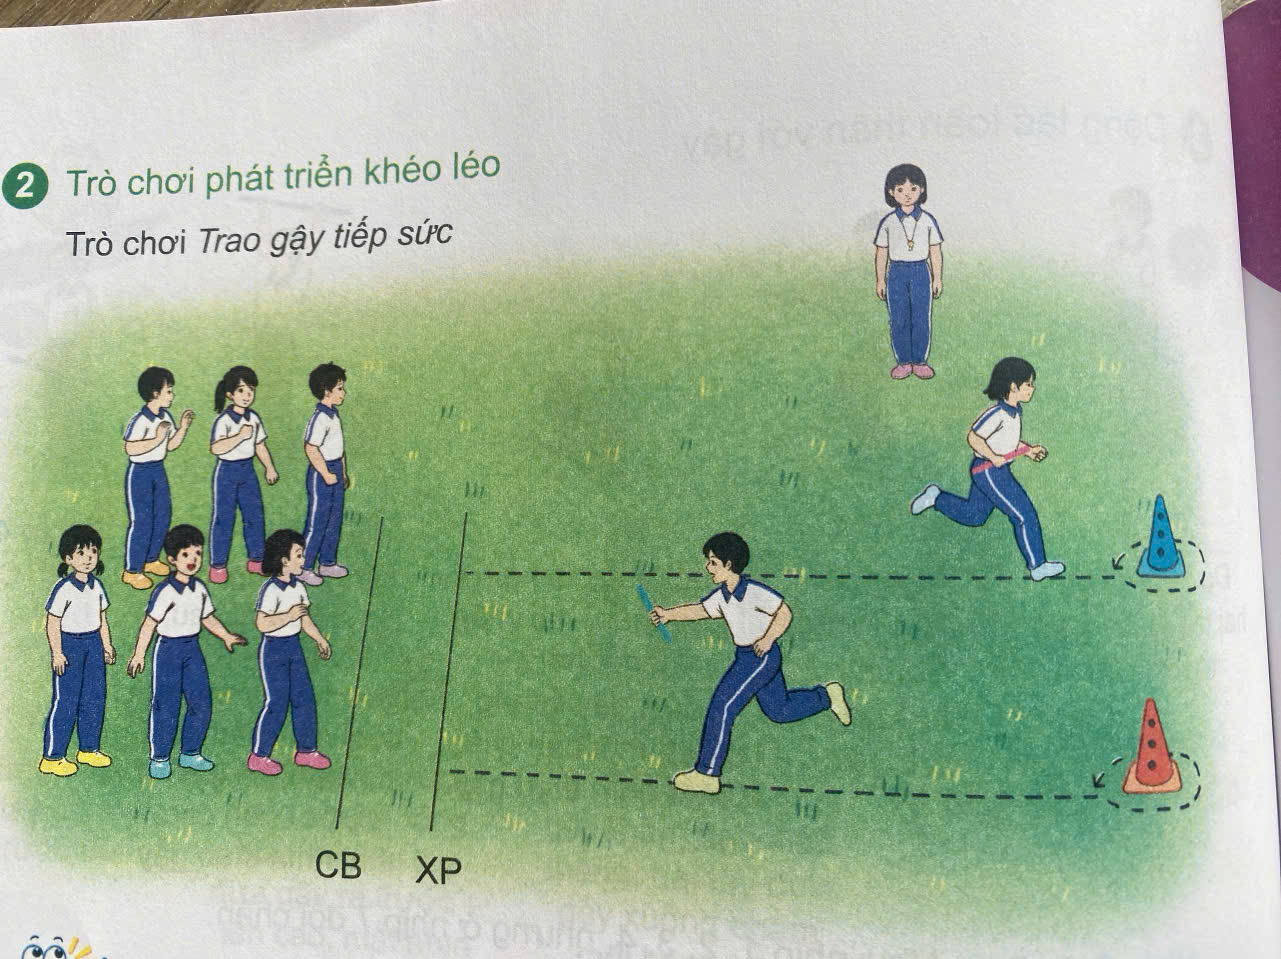 2 Trò chơi phát triển khéo léo
Trò chơi Trao gậy tiếp sức
CB XP